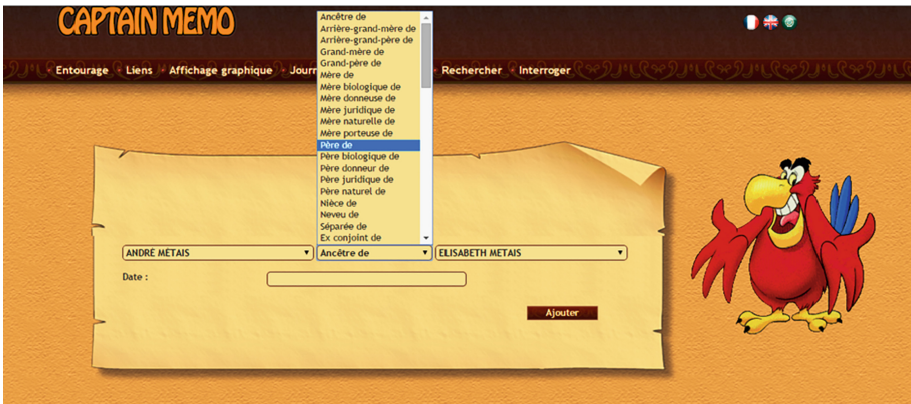 CAPTAIN MEMO
Entourage Liens Affichage graphique Jour Rechercher Interroger
Ancêtre de
Arrière-grand-mère de
Arrière-grand-père de
Grand-mère de
Grand-père de
Mère de
Mère biologique de
Mère donneuse de
Mère juridique de
Mère naturelle de
Mère porteuse de
Père de
Père biologique de
Père donneur de
Père juridique de
Père naturel de
Nièce de
Neveu de
Séparée de
Ex conjoint de
ANDRÉ MÉTAIS Ancêtre de ELISABETH METAIS
Date :
Ajouter